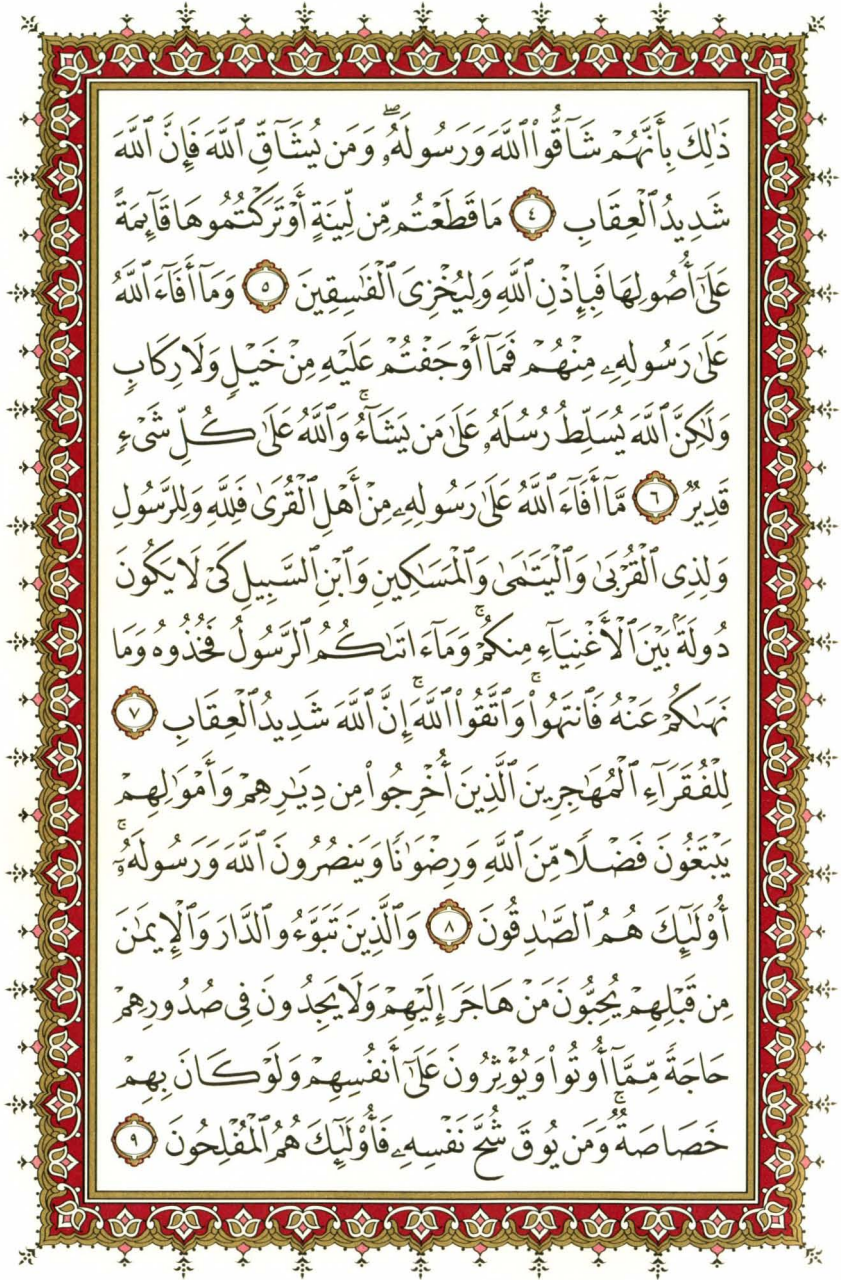 ذَٰلِكَ بِأَنَّهُمْ شَآقُّوا۟ ٱللَّهَ وَرَسُولَهُۥ ۖ وَمَن يُشَآقِّ ٱللَّهَ فَإِنَّ ٱللَّهَ
شَدِيدُ ٱلْعِقَابِ ٤ مَا قَطَعْتُم مِّن لِّينَةٍ أَوْ تَرَكْتُمُوهَا قَآئِمَةً
عَلَىٰٓ أُصُولِهَا فَبِإِذْنِ ٱللَّهِ وَلِيُخْزِىَ ٱلْفَٰسِقِينَ ٥ وَمَآ أَفَآءَ ٱللَّهُ
عَلَىٰ رَسُولِهِۦ مِنْهُمْ فَمَآ أَوْجَفْتُمْ عَلَيْهِ مِنْ خَيْلٍ وَلَا رِكَابٍ
وَلَٰكِنَّ ٱللَّهَ يُسَلِّطُ رُسُلَهُۥ عَلَىٰ مَن يَشَآءُ ۚ وَٱللَّهُ عَلَىٰ كُلِّ شَىْءٍ
قَدِيرٌ ٦ مَّآ أَفَآءَ ٱللَّهُ عَلَىٰ رَسُولِهِۦ مِنْ أَهْلِ ٱلْقُرَىٰ فَلِلَّهِ وَلِلرَّسُولِ
وَلِذِى ٱلْقُرْبَىٰ وَٱلْيَتَٰمَىٰ وَٱلْمَسَٰكِينِ وَٱبْنِ ٱلسَّبِيلِ كَىْ لَا يَكُونَ
دُولَةًۢ بَيْنَ ٱلْأَغْنِيَآءِ مِنكُمْ ۚ وَمَآ ءَاتَىٰكُمُ ٱلرَّسُولُ فَخُذُوهُ وَمَا
نَهَىٰكُمْ عَنْهُ فَٱنتَهُوا۟ ۚ وَٱتَّقُوا۟ ٱللَّهَ ۖ إِنَّ ٱللَّهَ شَدِيدُ ٱلْعِقَابِ ٧
لِلْفُقَرَآءِ ٱلْمُهَٰجِرِينَ ٱلَّذِينَ أُخْرِجُوا۟ مِن دِيَٰرِهِمْ وَأَمْوَٰلِهِمْ
يَبْتَغُونَ فَضْلًا مِّنَ ٱللَّهِ وَرِضْوَٰنًا وَيَنصُرُونَ ٱللَّهَ وَرَسُولَهُۥٓ ۚ
أُو۟لَٰٓئِكَ هُمُ ٱلصَّٰدِقُونَ ٨ وَٱلَّذِينَ تَبَوَّءُو ٱلدَّارَ وَٱلْإِيمَٰنَ
مِن قَبْلِهِمْ يُحِبُّونَ مَنْ هَاجَرَ إِلَيْهِمْ وَلَا يَجِدُونَ فِى صُدُورِهِمْ
حَاجَةً مِّمَّآ أُوتُوا۟ وَيُؤْثِرُونَ عَلَىٰٓ أَنفُسِهِمْ وَلَوْ كَانَ بِهِمْ
خَصَاصَةٌ ۚ وَمَن يُوقَ شُحَّ نَفْسِهِۦ فَأُو۟لَٰٓئِكَ هُمُ ٱلْمُفْلِحُونَ ٩